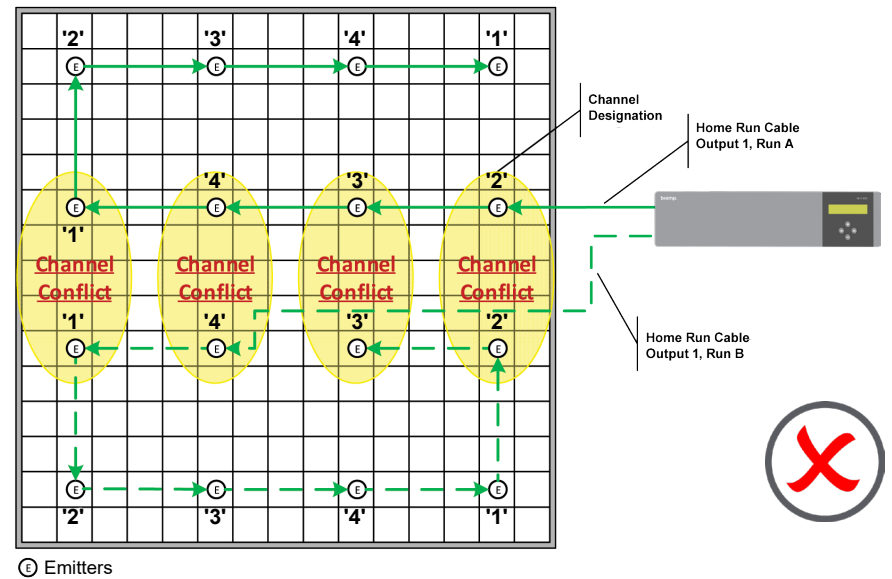 '2' '3' '4' '1'
E E E E
Channel
Designation
Home Run Cable
Output 1, Run A
'4' '3' '2'
E E E E
'1'
Channel Channel Channel Channel
Conflict Conflict Conflict Conflict
'1' '4' '3' '2'
E E E E
Home Run Cable
Output 1, Run B
E E E E
'2' '3' '4' '1'
E Emitters